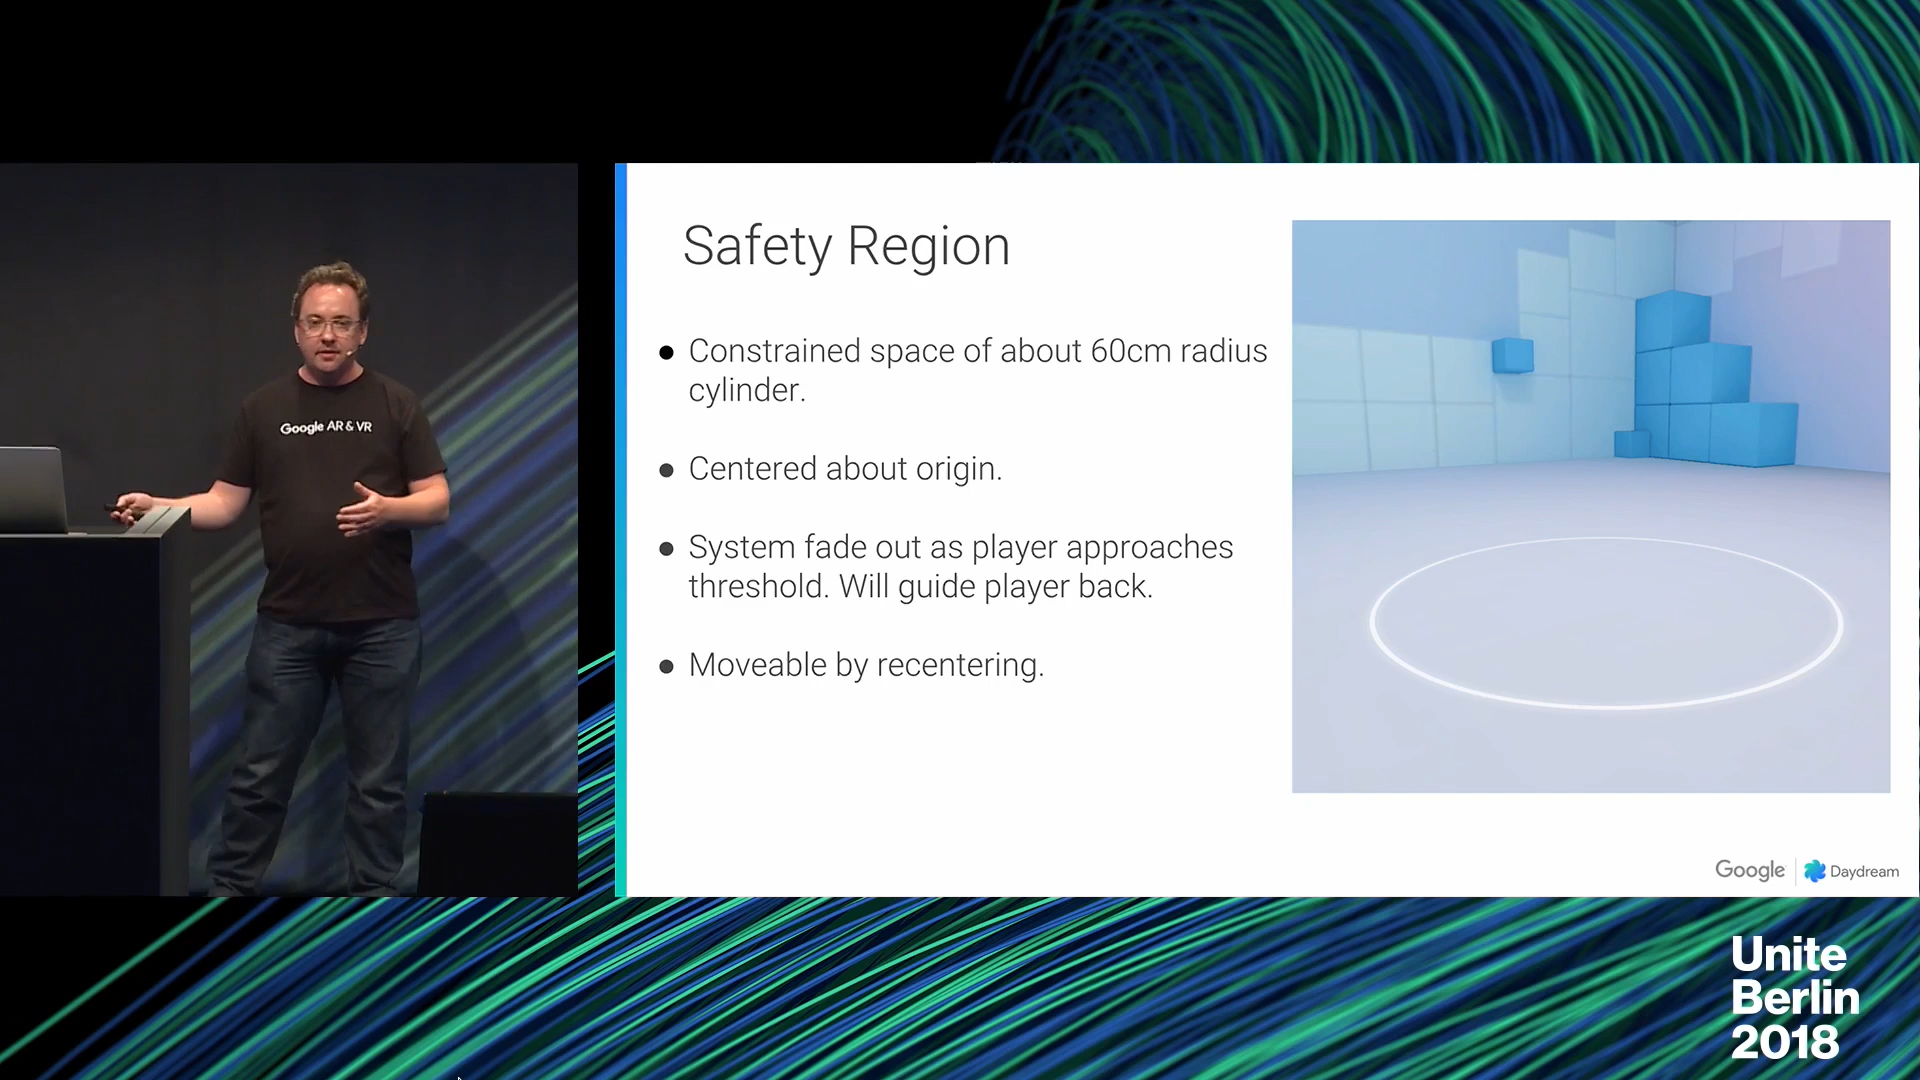 Google AR & VR
Safety Region
● Constrained space of about 60cm radius
cylinder.
● Centered about origin.
● System fade out as player approaches
threshold. Will guide player back.
● Moveable by recentering.
Google | Daydream
Unite
Berlin
2018